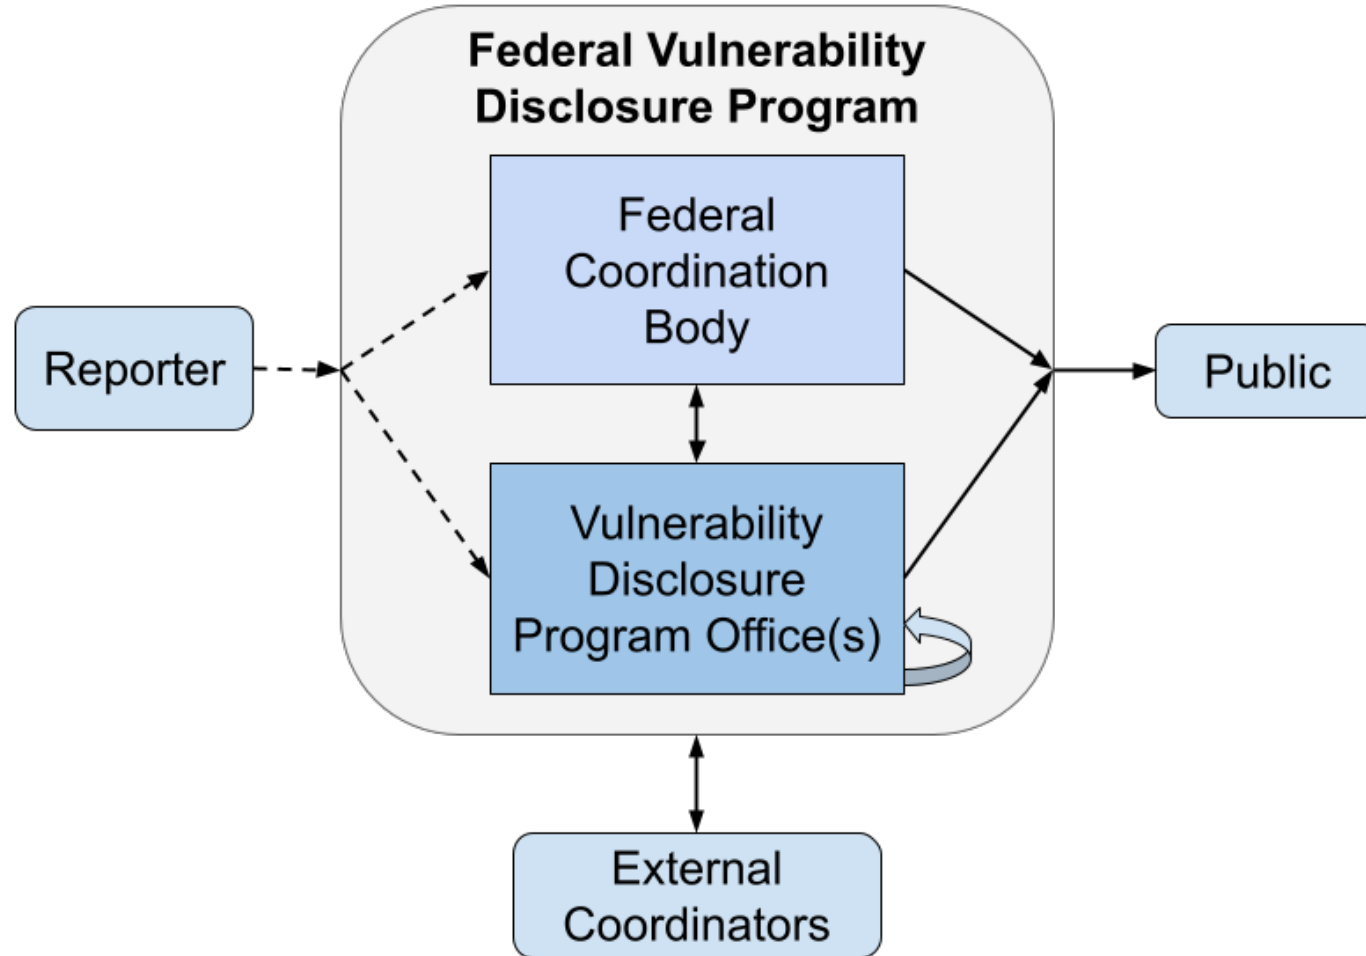 Federal Vulnerability
Disclosure Program
Federal
Coordination
Body
Reporter
Public
Vulnerability
Disclosure
Program Office(s)
External
Coordinators